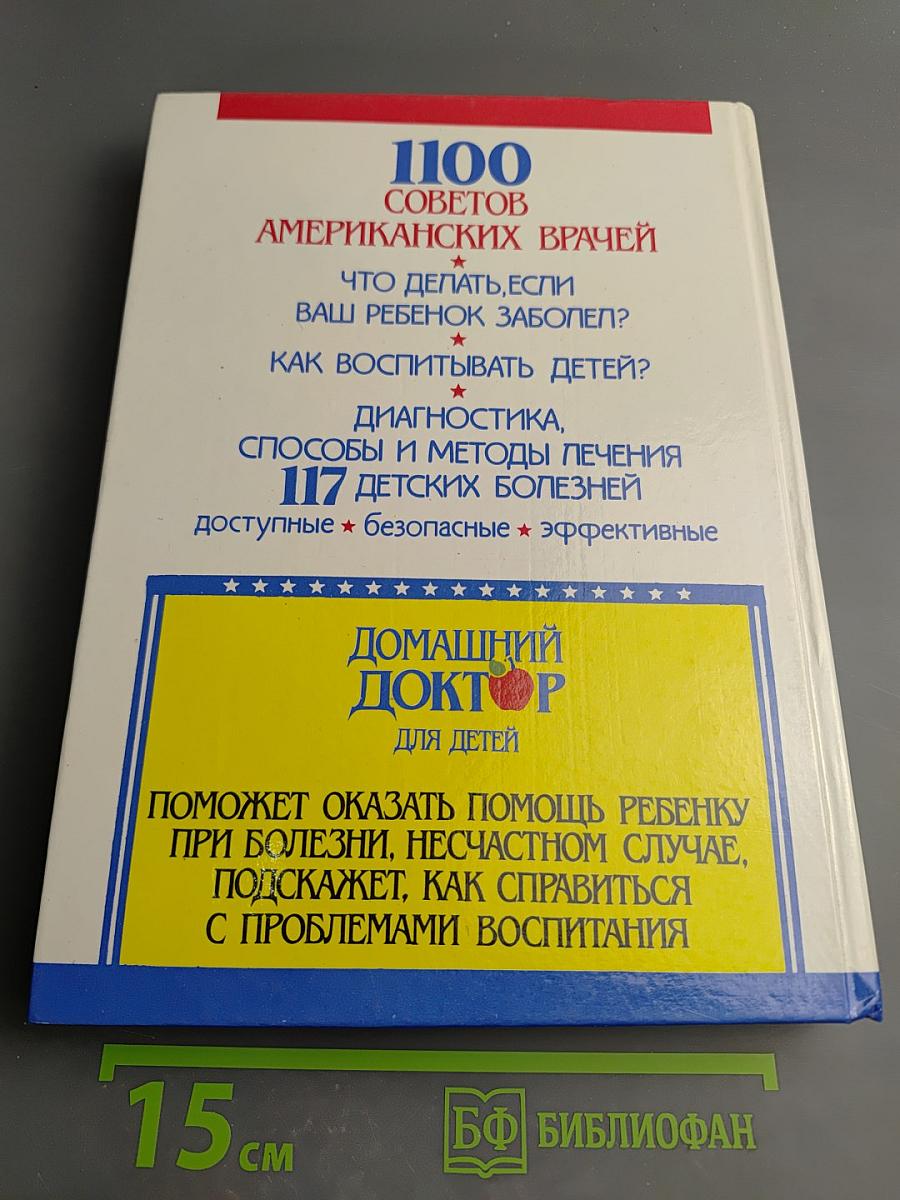 1100
СОВЕТОВ
АМЕРИКАНСКИХ ВРАЧЕЙ
ЧТО ДЕЛАТЬ, ЕСЛИ
ВАШ РЕБЕНОК ЗАБОЛЕЛ?
КАК ВОСПИТЫВАТЬ ДЕТЕЙ?
ДИАГНОСТИКА,
СПОСОБЫ И МЕТОДЫ ЛЕЧЕНИЯ
117 ДЕТСКИХ БОЛЕЗНЕЙ
доступные ★ безопасные ★ эффективные
ДОМАШНИЙ
ДОКТОР
ДЛЯ ДЕТЕЙ
ПОМОЖЕТ ОКАЗАТЬ ПОМОЩЬ РЕБЕНКУ
ПРИ БОЛЕЗНИ, НЕСЧАСТНОМ СЛУЧАЕ,
ПОДСКАЖЕТ, КАК СПРАВИТЬСЯ
С ПРОБЛЕМАМИ ВОСПИТАНИЯ
15 см
БФ БИБЛИОФАН